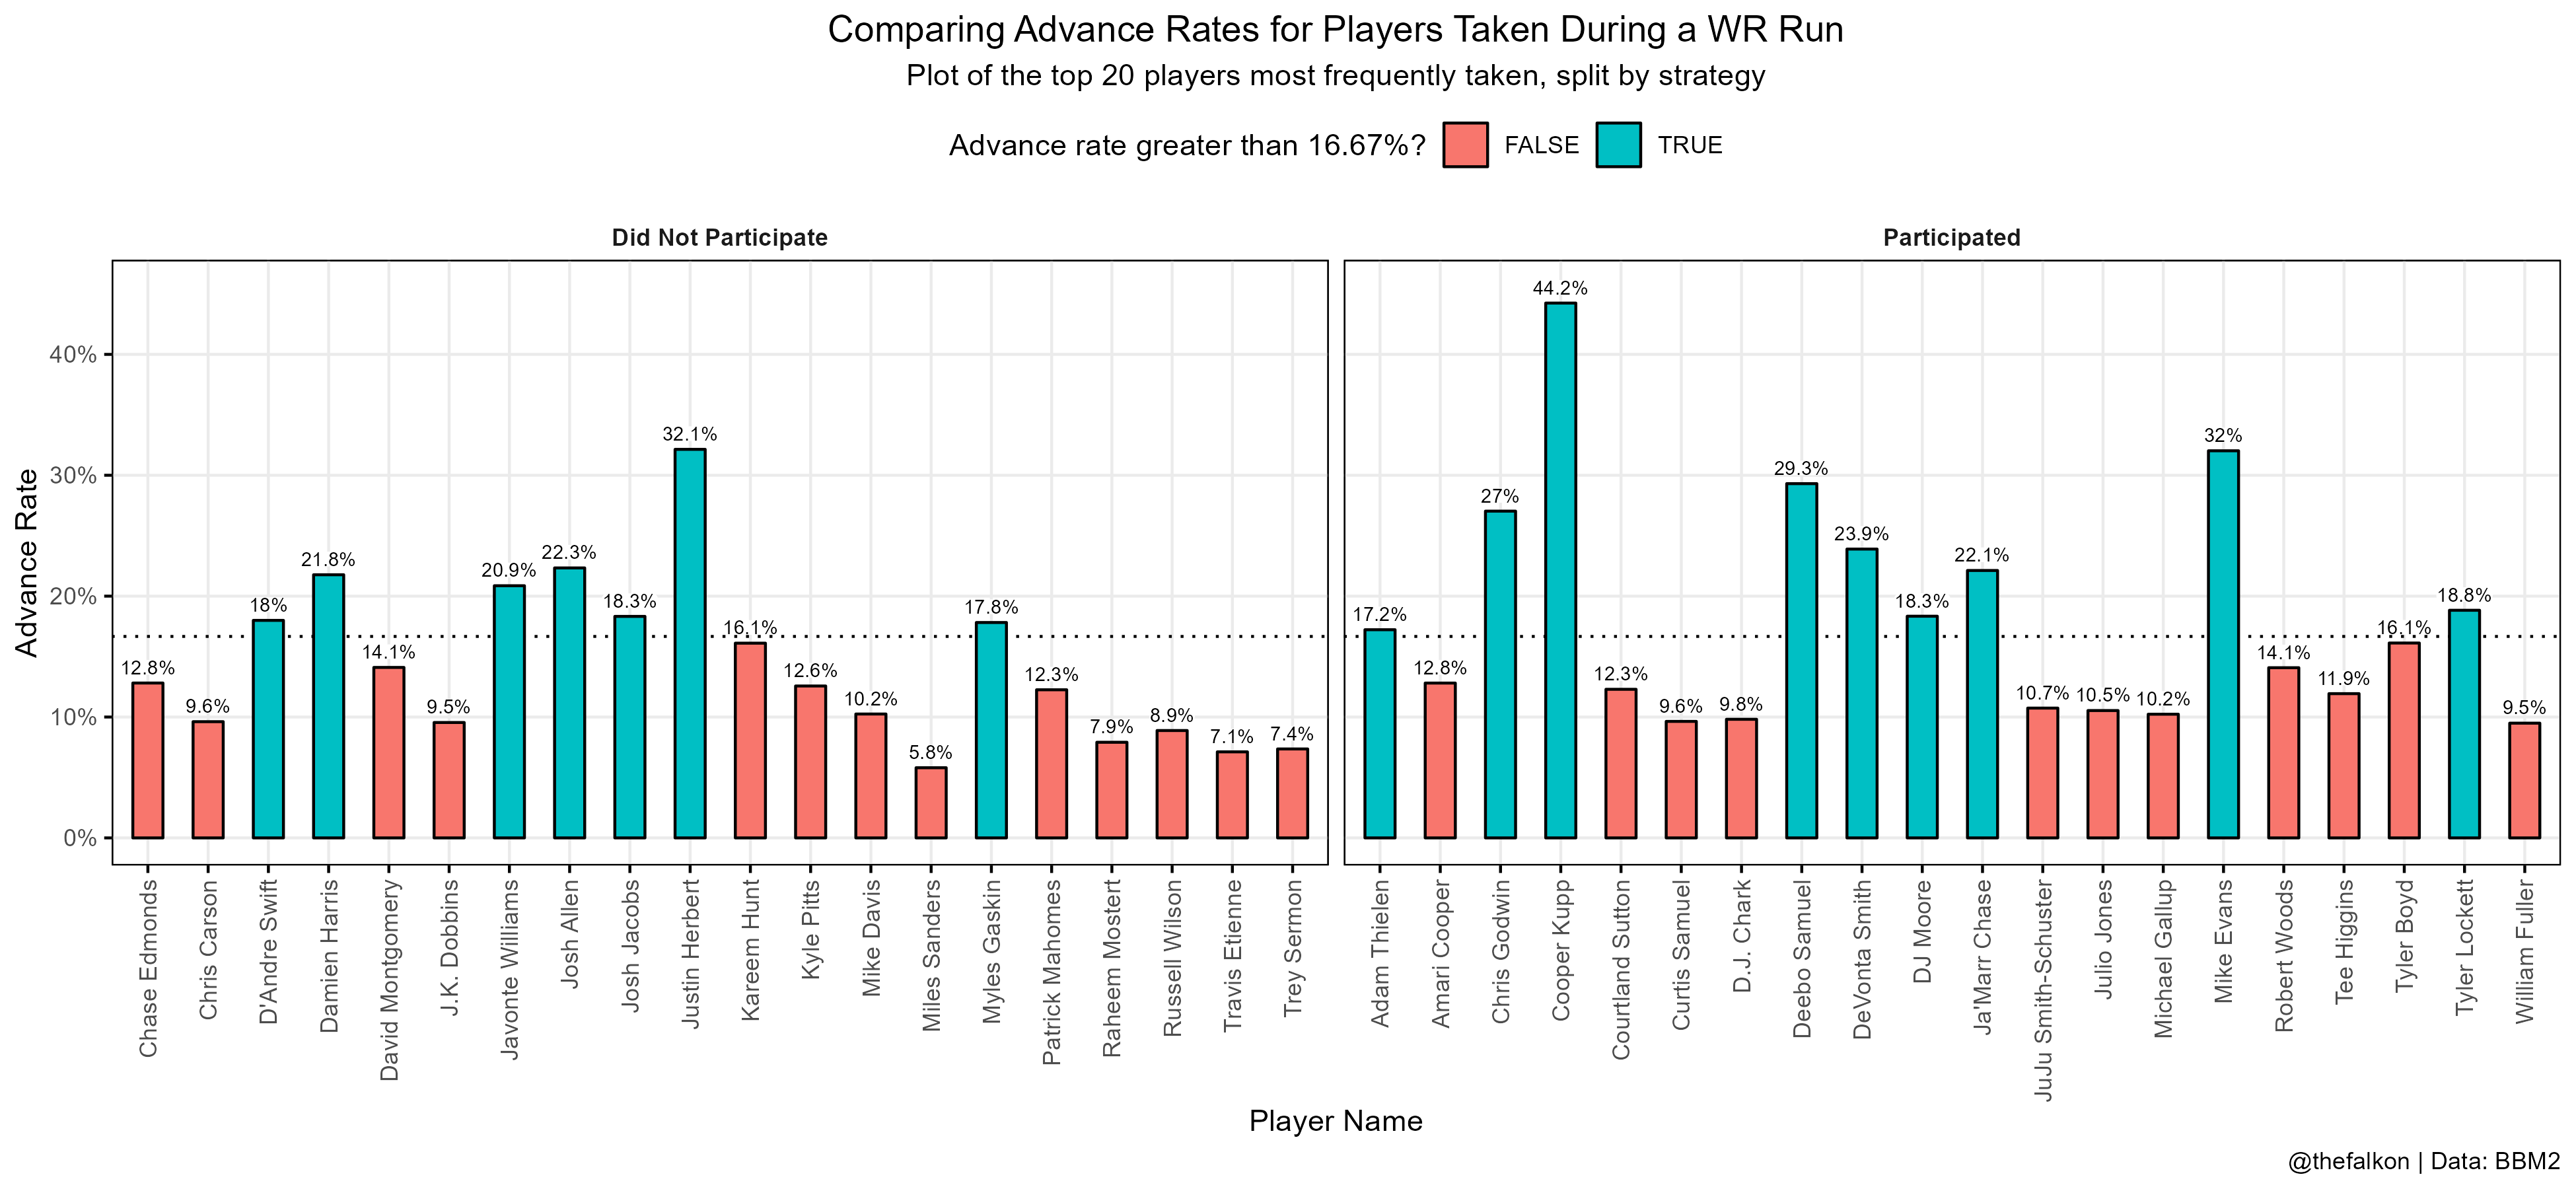 Comparing Advance Rates for Players Taken During a WR Run
Plot of the top 20 players most frequently taken, split by strategy
Advance rate greater than 16.67%? FALSE TRUE
Did Not Participate
Participated
Advance Rate
40%
30%
20%
10%
0%
12.8%
9.6%
18%
21.8%
14.1%
9.5%
20.9%
22.3%
18.3%
32.1%
16.1%
12.6%
10.2%
5.8%
17.8%
12.3%
7.9%
8.9%
7.1%
7.4%
17.2%
12.8%
27%
44.2%
12.3%
9.6%
9.8%
29.3%
23.9%
18.3%
22.1%
10.7%
10.5%
10.2%
32%
14.1%
11.9%
16.1%
18.8%
9.5%
Chase Edmonds
Chris Carson
D'Andre Swift
Damien Harris
David Montgomery
J.K. Dobbins
Javonte Williams
Josh Allen
Josh Jacobs
Justin Herbert
Kareem Hunt
Kyle Pitts
Mike Davis
Miles Sanders
Myles Gaskin
Patrick Mahomes
Raheem Mostert
Russell Wilson
Travis Etienne
Trey Sermon
Adam Thielen
Amari Cooper
Chris Godwin
Cooper Kupp
Courtland Sutton
Curtis Samuel
D.J. Chark
Deebo Samuel
DeVonta Smith
DJ Moore
Ja'Marr Chase
JuJu Smith-Schuster
Julio Jones
Michael Gallup
Mike Evans
Robert Woods
Tee Higgins
Tyler Boyd
Tyler Lockett
William Fuller
Player Name
@thefalkon | Data: BBM2